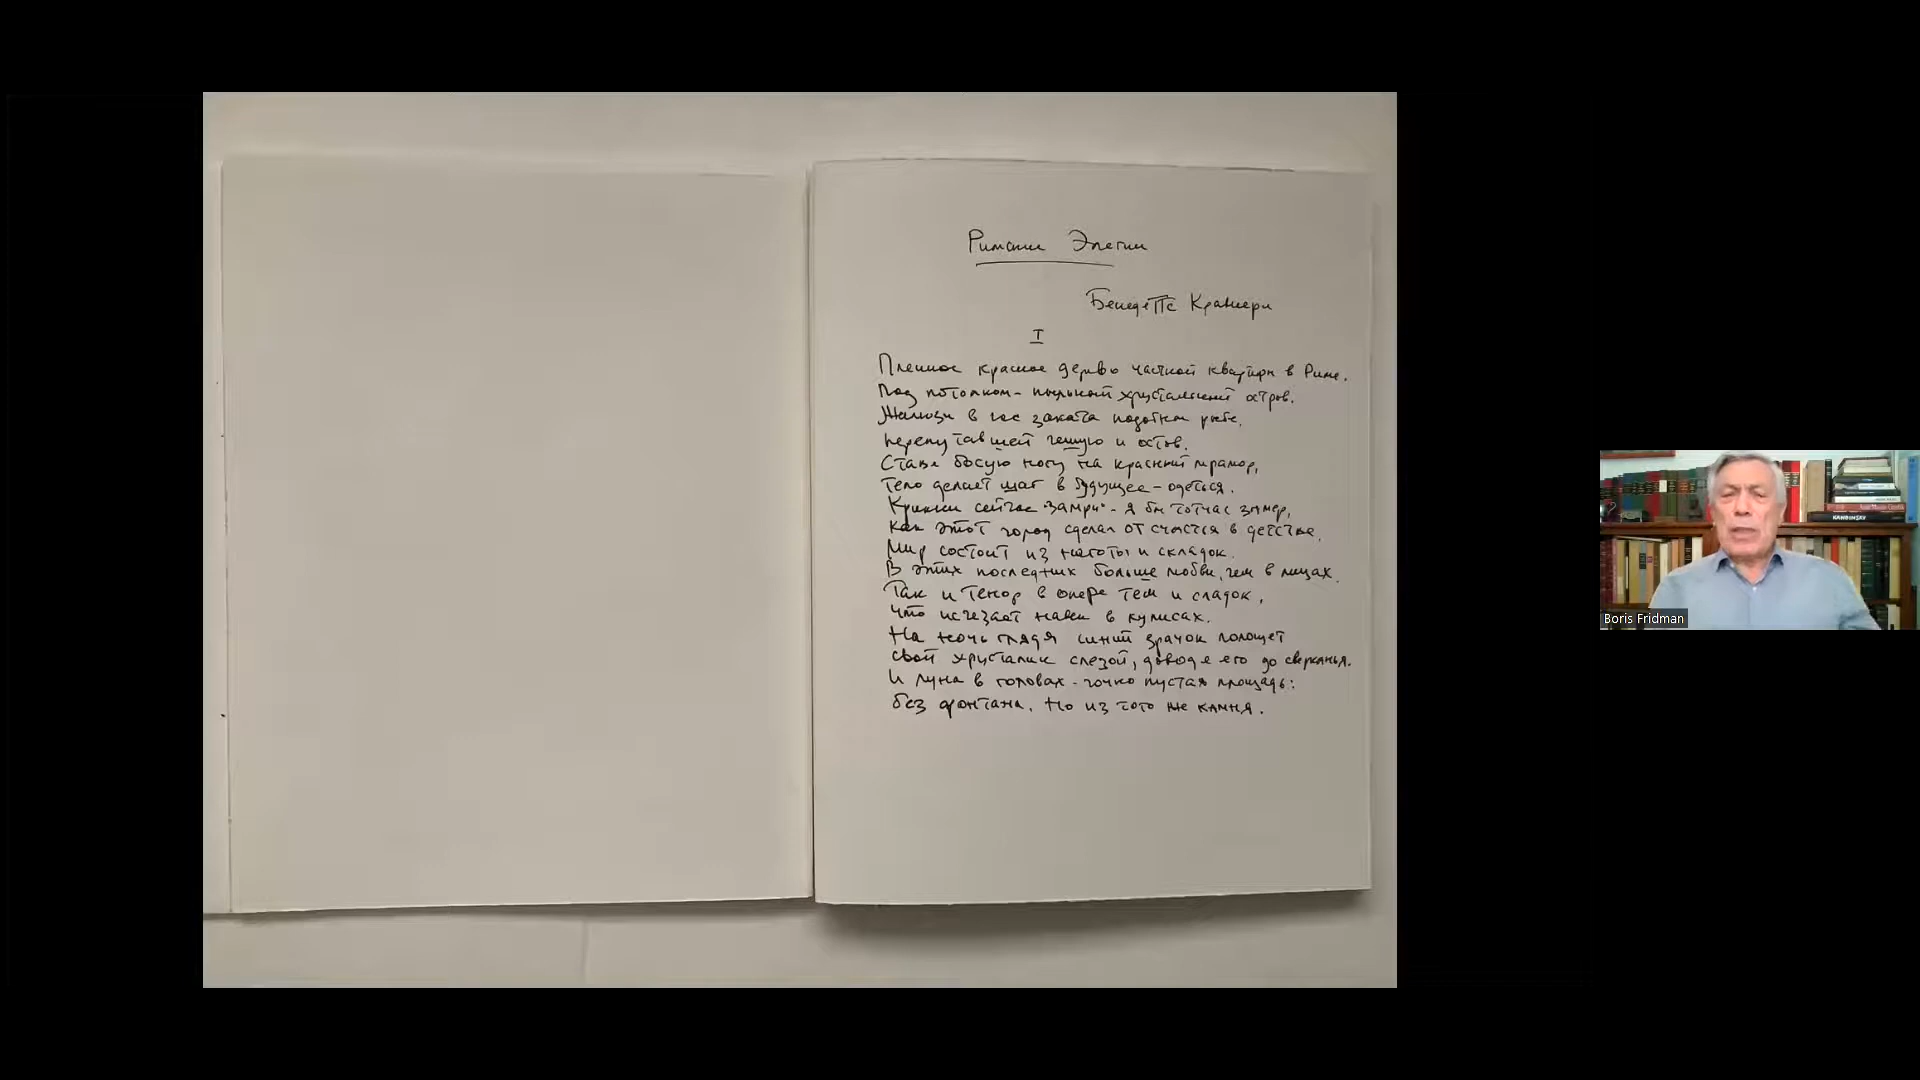 Римские Элегии
Бенедетте Кравери
I
Пленное красное дерево частной квартиры в Риме.
Под потолком - пыльный хрустальный остров.
Жалюзи в час заката подобны рыбе,
перепутавшей чешую и остов.
Ставя босую ногу на красный мрамор,
тело делает шаг в будущее - одеться.
Крикни сейчас "замри" - я бы тотчас замер,
как этот город сделал от счастья в детстве.
Мир состоит из наготы и складок.
В этих последних больше любви, чем в лицах.
Так и тенор в опере тем и сладок,
что исчезает навек в кулисах.
На ночь глядя синий зрачок полощет
свой хрусталик слезой, доводя его до сверканья.
И луна в головах - точно пустая площадь:
без фонтана. Но из того же камня.
KANDINSKY
Boris Fridman